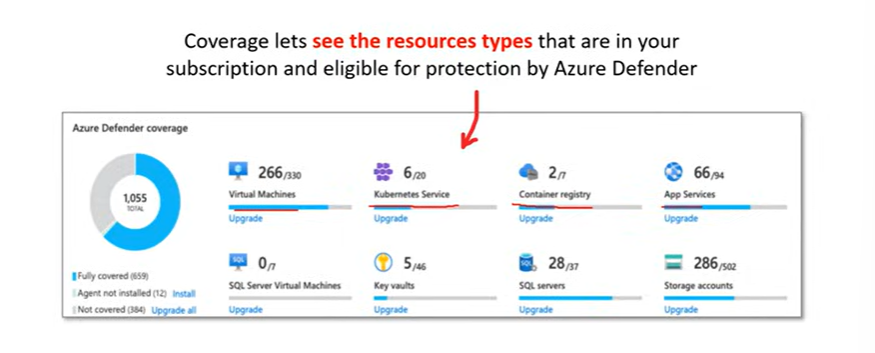 Coverage lets see the resources types that are in your
subscription and eligible for protection by Azure Defender
Azure Defender coverage
1,055
TOTAL
Fully covered (659)
Agent not installed (12) Install
Not covered (384) Upgrade all
266/330
Virtual Machines
Upgrade
6/20
Kubernetes Service
Upgrade
2/7
Container registry
Upgrade
66/94
App Services
Upgrade
SQL
0/7
SQL Server Virtual Machines
Upgrade
5/46
Key vaults
Upgrade
SQL
28/37
SQL servers
Upgrade
286/502
Storage accounts
Upgrade